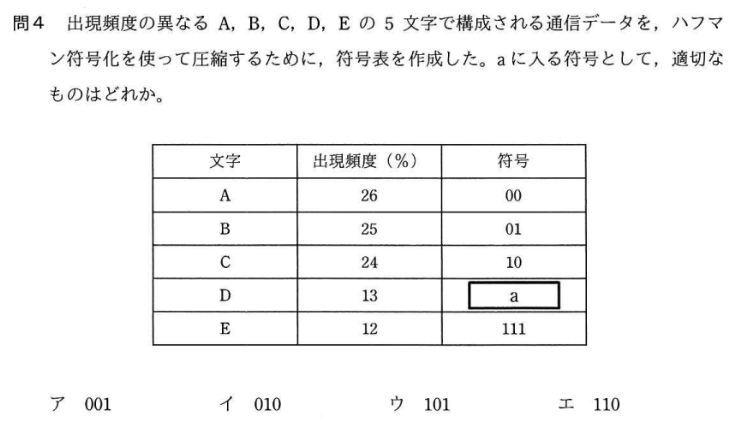 問4 出現頻度の異なる A，B，C，D，E の 5 文字で構成される通信データを，ハフマ
ン符号化を使って圧縮するために，符号表を作成した。aに入る符号として，適切な
ものはどれか。
文字 出現頻度（％） 符号
A 26 00
B 25 01
C 24 10
D 13 a
E 12 111
ア 001 イ 010 ウ 101 エ 110